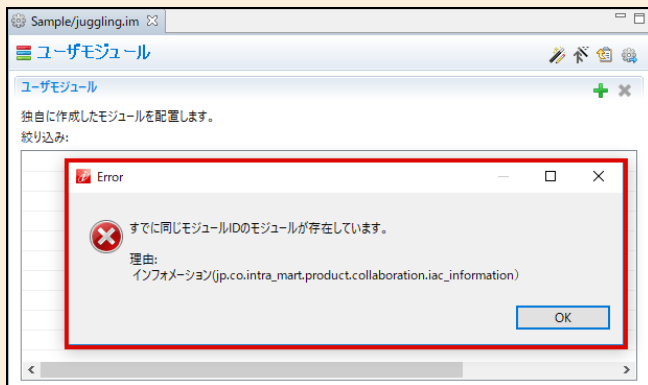 Sample/juggling.im
ユーザモジュール
ユーザモジュール
独自に作成したモジュールを配置します。
絞り込み:
Error
すでに同じモジュールIDのモジュールが存在しています。
理由:
インフォメーション(jp.co.intra_mart.product.collaboration.iac_information)
OK